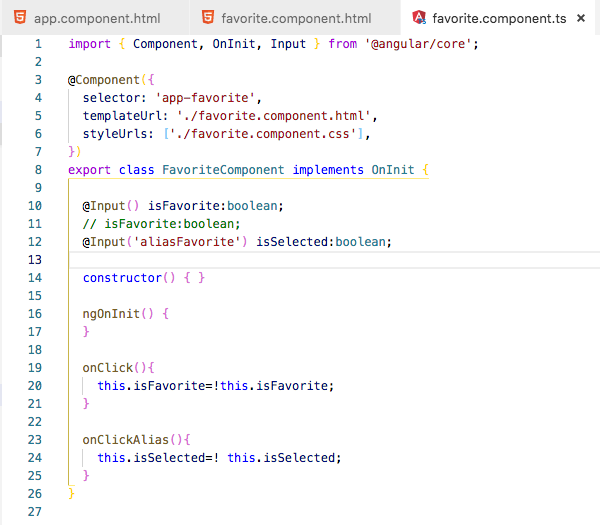 app.component.html favorite.component.html favorite.component.ts ×
1 import { Component, OnInit, Input } from '@angular/core';
2
3 @Component({
4 selector: 'app-favorite',
5 templateUrl: './favorite.component.html',
6 styleUrls: ['./favorite.component.css'],
7 })
8 export class FavoriteComponent implements OnInit {
9
10 @Input() isFavorite:boolean;
11 // isFavorite:boolean;
12 @Input('aliasFavorite') isSelected:boolean;
13
14 constructor() { }
15
16 ngOnInit() {
17 }
18
19 onClick(){
20 this.isFavorite=!this.isFavorite;
21 }
22
23 onClickAlias(){
24 this.isSelected=! this.isSelected;
25 }
26 }
27